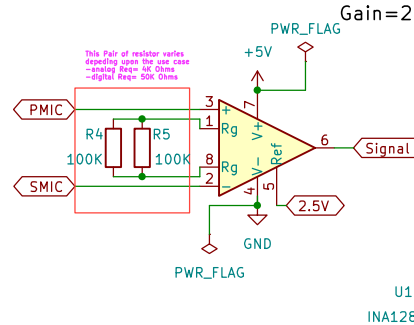 Gain=2
PWR_FLAG
This Pair of resistor varies
depeding upon the use case
-analog Req= 4K Ohms
-digital Req= 50K Ohms
+5V
7
PMIC
3
+
V+
1
Rg
R4
R5
100K
100K
6
Signal
8
Rg
Ref
SMIC
2
-
V-
4
5
2.5V
GND
PWR_FLAG
U1
INA128